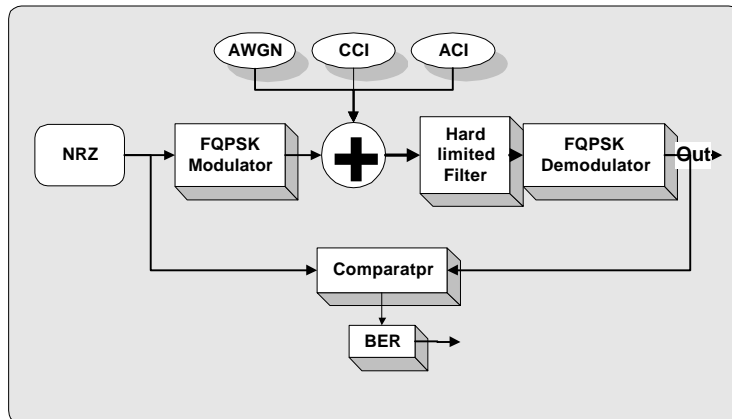 AWGN
CCI
ACI
NRZ
FQPSK
Modulator
Hard
limited
Filter
FQPSK
Demodulator
Out
Comparatpr
BER